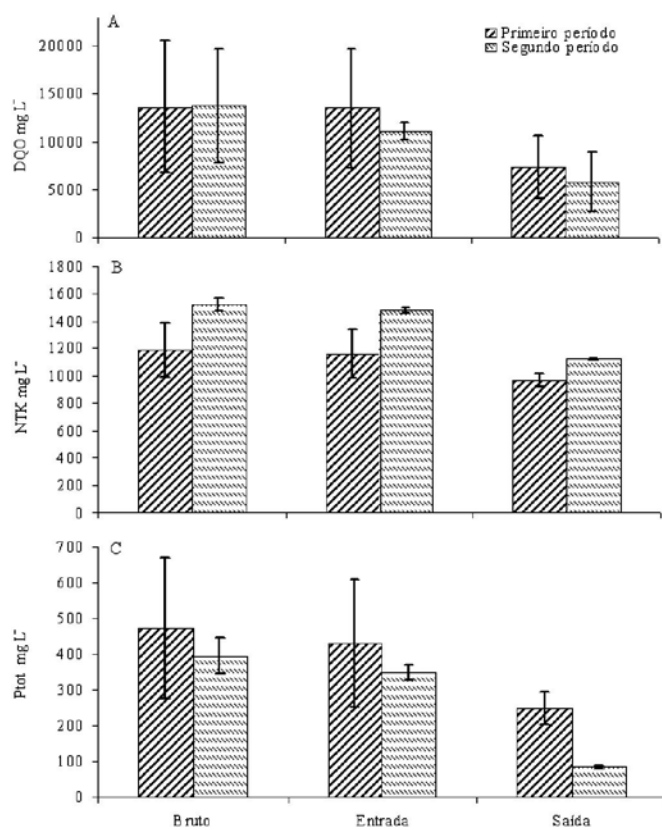 A
Primeiro período
Segundo período
DQO mg L⁻
20000
15000
10000
5000
0
B
NTK mg L⁻
1800
1600
1400
1200
1000
800
600
400
200
0
C
Ptot mg L⁻
700
600
500
400
300
200
100
0
Bruto Entrada Saída